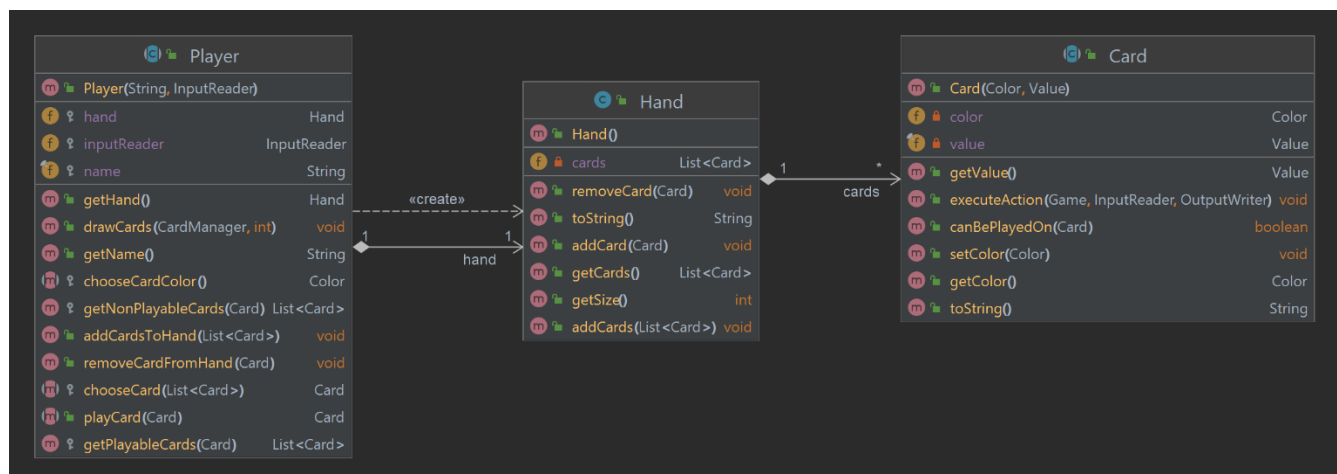 Player
Player(String, InputReader)
hand Hand
inputReader InputReader
name String
getHand() Hand
drawCards(CardManager, int) void
getName() String
chooseCardColor() Color
getNonPlayableCards(Card) List<Card>
addCardsToHand(List<Card>) void
removeCardFromHand(Card) void
chooseCard(List<Card>) Card
playCard(Card) Card
getPlayableCards(Card) List<Card>
«create»
1
1
hand
Hand
Hand()
cards List<Card>
removeCard(Card) void
toString() String
addCard(Card) void
getCards() List<Card>
getSize() int
addCards(List<Card>) void
1
*
cards
Card
Card(Color, Value)
color Color
value Value
getValue() Value
executeAction(Game, InputReader, OutputWriter) void
canBePlayedOn(Card) boolean
setColor(Color) void
getColor() Color
toString() String